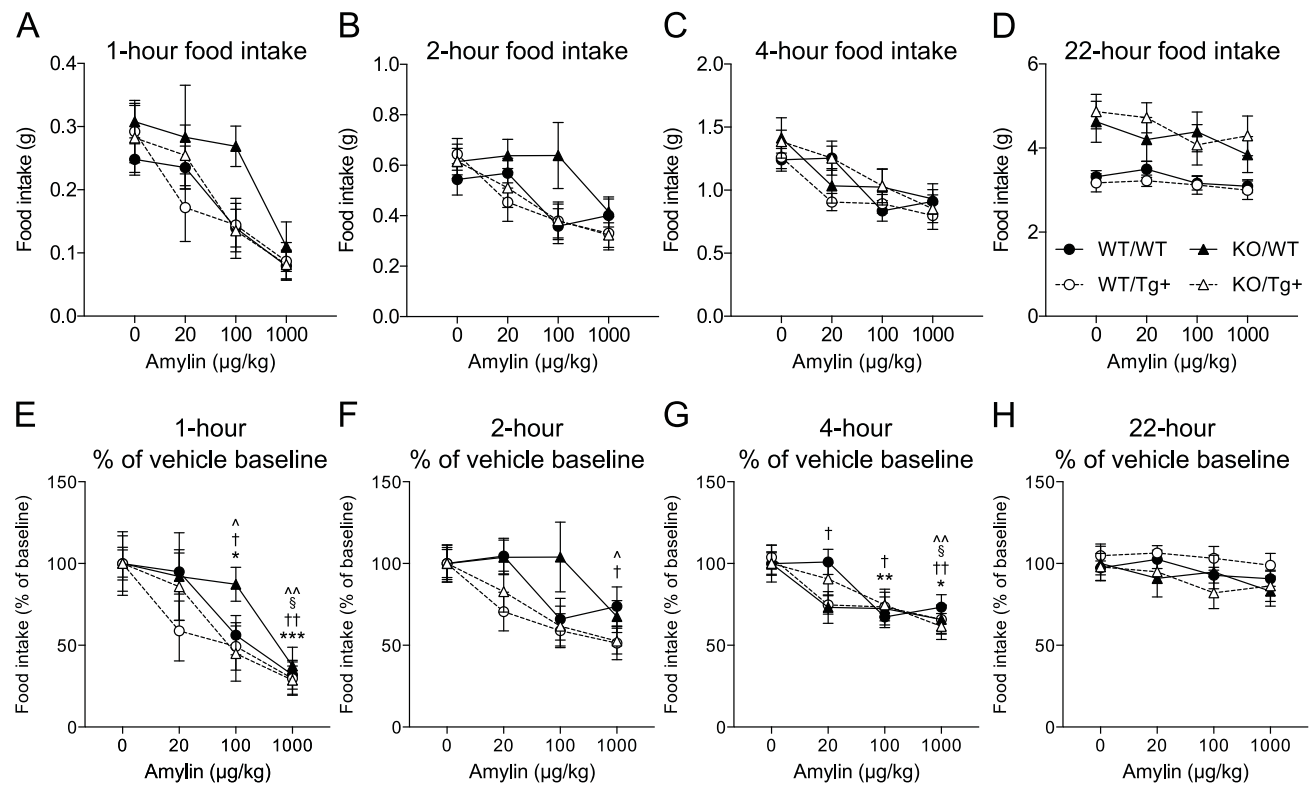 A
1-hour food intake
Food intake (g)
0.4
0.3
0.2
0.1
0.0
0 20 100 1000
Amylin (µg/kg)
B
2-hour food intake
Food intake (g)
1.0
0.8
0.6
0.4
0.2
0.0
0 20 100 1000
Amylin (µg/kg)
C
4-hour food intake
Food intake (g)
2.0
1.5
1.0
0.5
0.0
0 20 100 1000
Amylin (µg/kg)
D
22-hour food intake
Food intake (g)
6
4
2
0
WT/WT KO/WT
WT/Tg+ KO/Tg+
0 20 100 1000
Amylin (µg/kg)
E
1-hour
% of vehicle baseline
Food intake (% of baseline)
150
100
50
0
^
†
*
^^
§
††
***
0 20 100 1000
Amylin (µg/kg)
F
2-hour
% of vehicle baseline
Food intake (% of baseline)
150
100
50
0
^
†
0 20 100 1000
Amylin (µg/kg)
G
4-hour
% of vehicle baseline
Food intake (% of baseline)
150
100
50
0
†
†
**
^^
§
††
*
0 20 100 1000
Amylin (µg/kg)
H
22-hour
% of vehicle baseline
Food intake (% of baseline)
150
100
50
0
0 20 100 1000
Amylin (µg/kg)